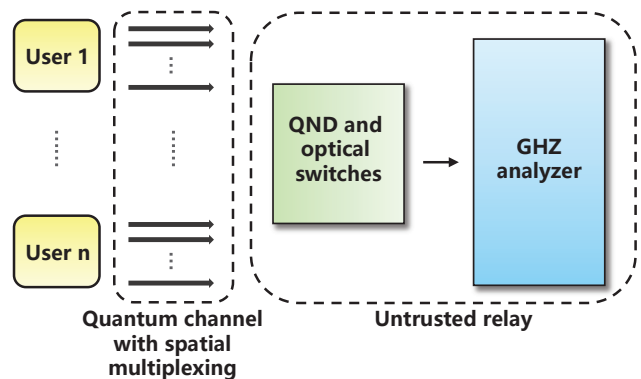 User 1
QND and
optical
switches
GHZ
analyzer
User n
Quantum channel
with spatial
multiplexing
Untrusted relay